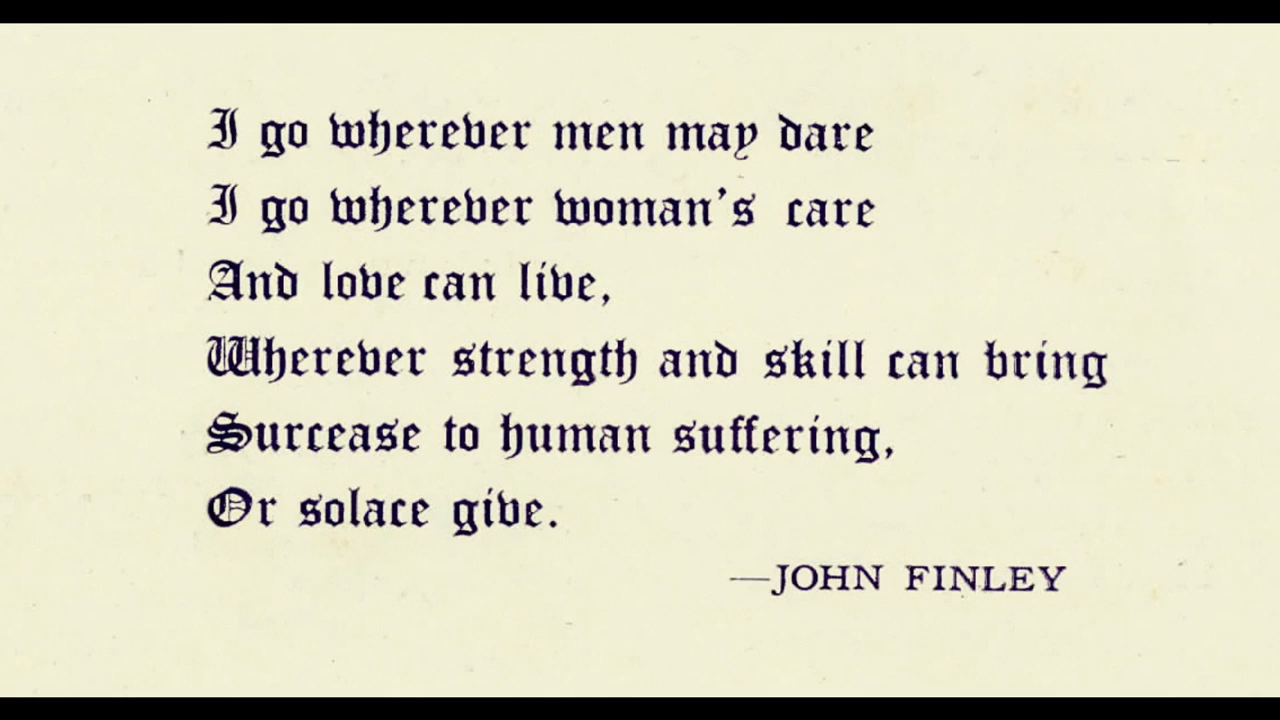 I go wherever men may dare
I go wherever woman's care
And love can live,
Wherever strength and skill can bring
Surcease to human suffering,
Or solace give.
—JOHN FINLEY